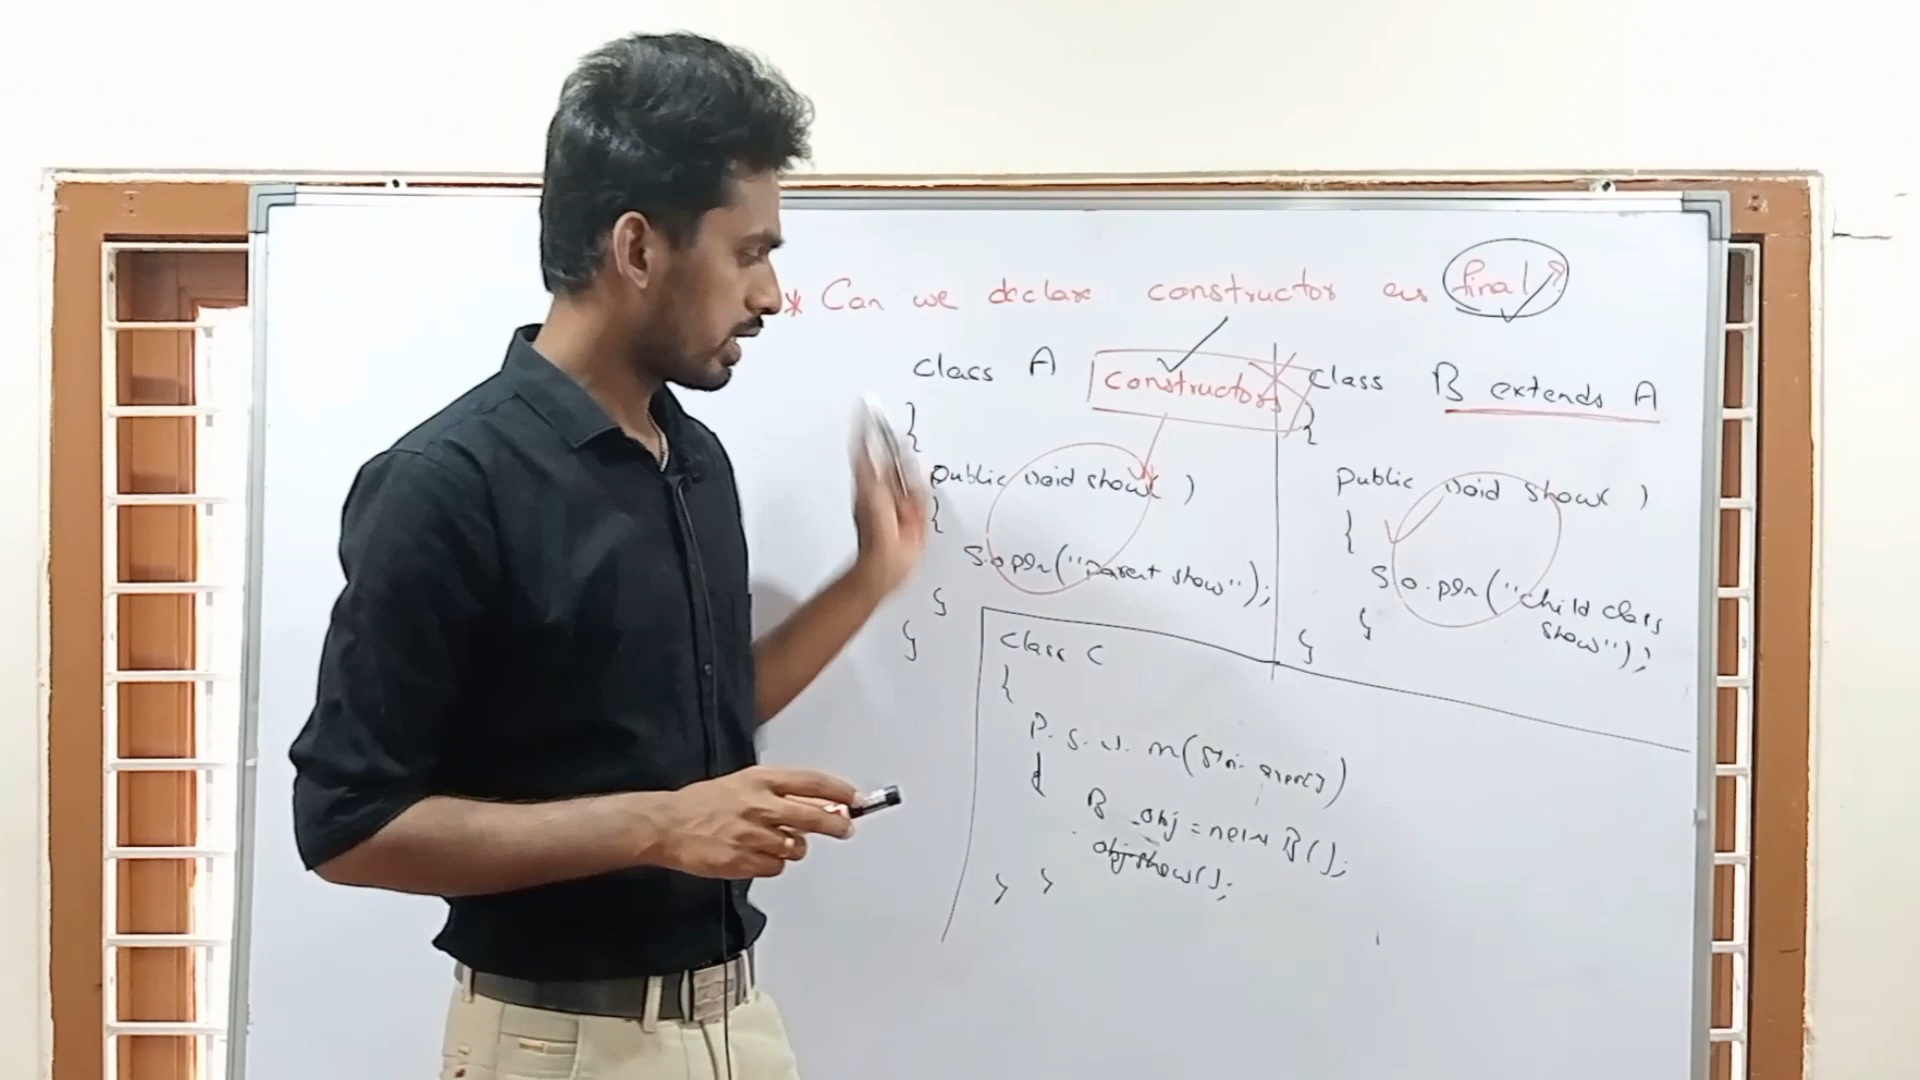 * Can we declare constructor as final?
class A
constructors
{
public void show( )
{
S.o.pln("parent show");
}
}
class B extends A
{
public void show( )
{
S.o.pln("child class
show");
}
}
class C
{
P. S. V. m(Stri- args[])
{
B obj = new B();
obj.show();
} }